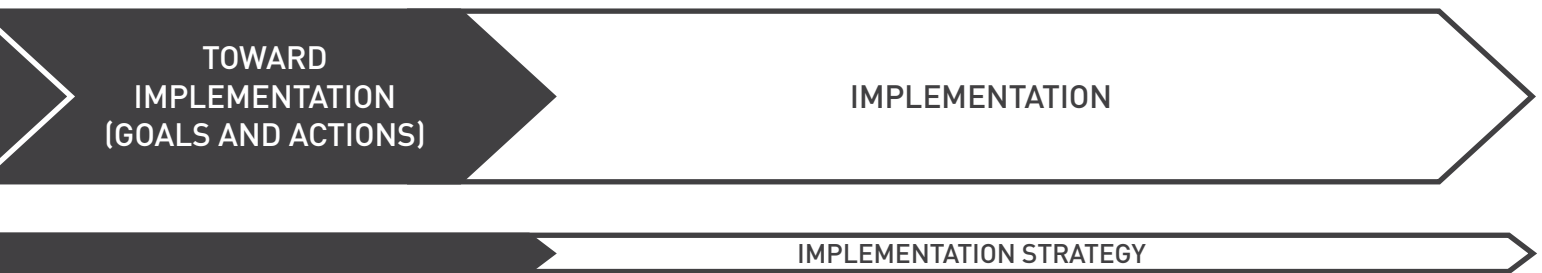 TOWARD
IMPLEMENTATION
(GOALS AND ACTIONS)
IMPLEMENTATION
IMPLEMENTATION STRATEGY